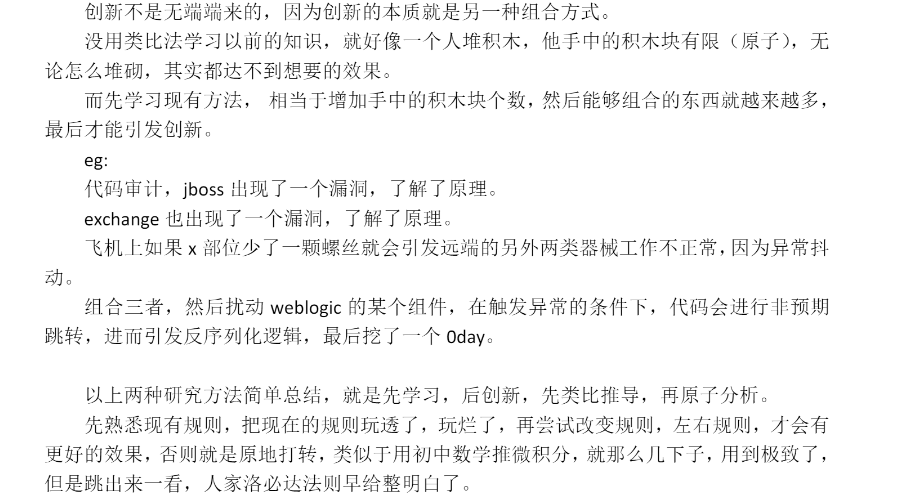 创新不是无端端来的，因为创新的本质就是另一种组合方式。
没用类比法学习以前的知识，就好像一个人堆积木，他手中的积木块有限（原子），无
论怎么堆砌，其实都达不到想要的效果。
而先学习现有方法， 相当于增加手中的积木块个数，然后能够组合的东西就越来越多，
最后才能引发创新。
eg:
代码审计，jboss 出现了一个漏洞，了解了原理。
exchange 也出现了一个漏洞，了解了原理。
飞机上如果 x 部位少了一颗螺丝就会引发远端的另外两类器械工作不正常，因为异常抖
动。
组合三者，然后扰动 weblogic 的某个组件，在触发异常的条件下，代码会进行非预期
跳转，进而引发反序列化逻辑，最后挖了一个 0day。
以上两种研究方法简单总结，就是先学习，后创新，先类比推导，再原子分析。
先熟悉现有规则，把现在的规则玩透了，玩烂了，再尝试改变规则，左右规则，才会有
更好的效果，否则就是原地打转，类似于用初中数学推微积分，就那么几下子，用到极致了，
但是跳出来一看，人家洛必达法则早给整明白了。